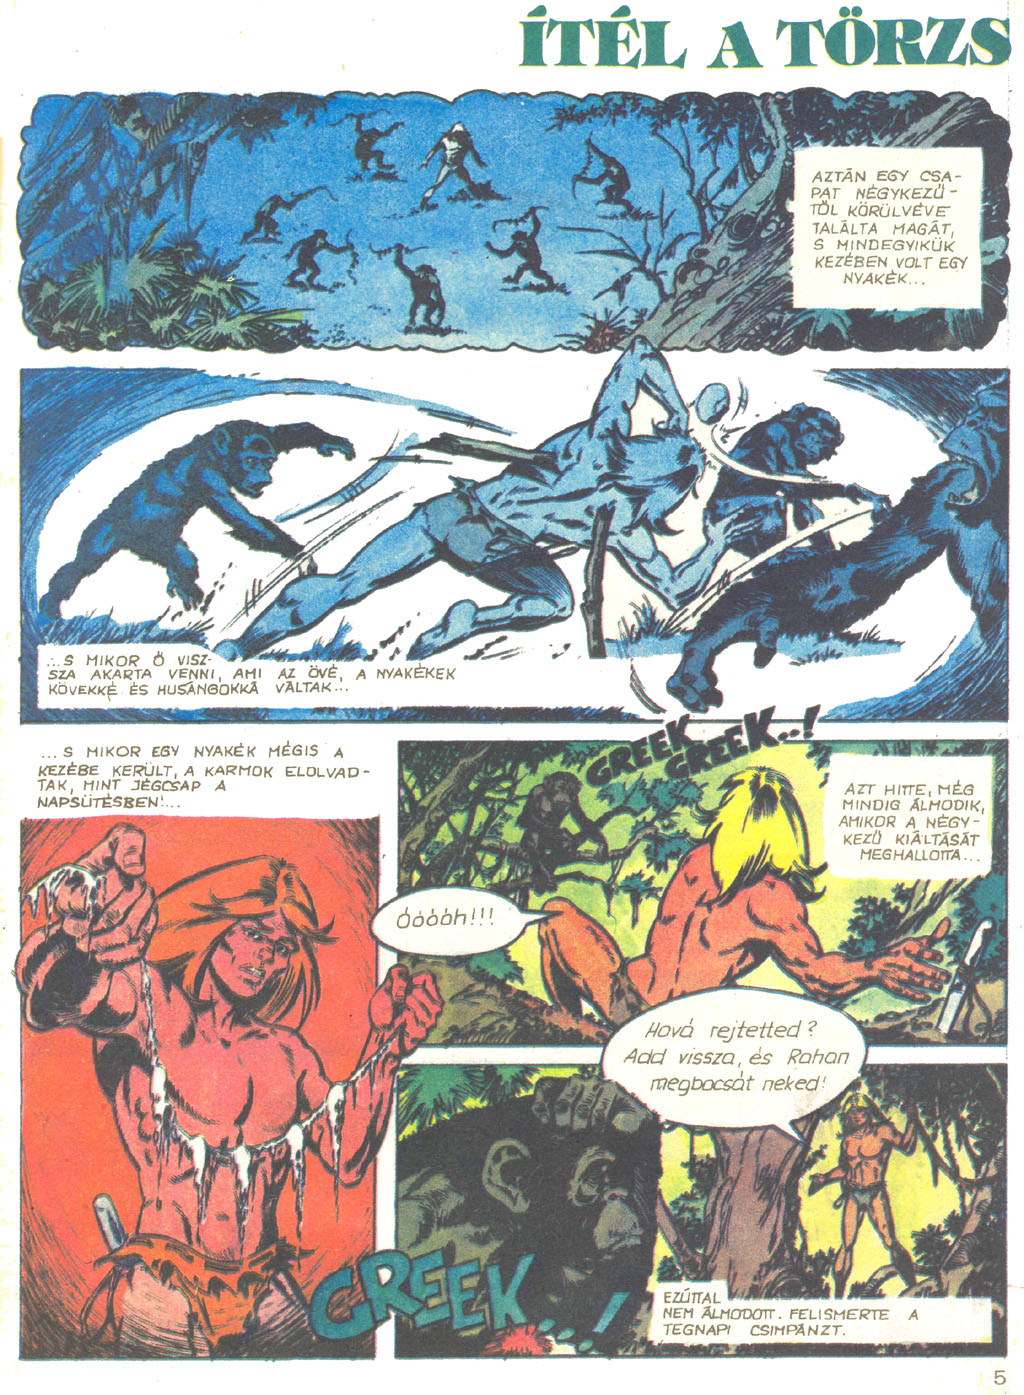 ÍTÉL A TÖRZS
AZTÁN EGY CSA-
PAT NÉGYKEZŰ-
TŐL KÖRÜLVÉVE
TALÁLTA MAGÁT,
S MINDEGYIKÜK
KEZÉBEN VOLT EGY
NYAKÉK...
...S MIKOR Ő VISZ-
SZA AKARTA VENNI, AMI AZ ÖVÉ, A NYAKÉKEK
KÖVEKKÉ ÉS HUSÁNGOKKÁ VÁLTAK...
...S MIKOR EGY NYAKÉK MÉGIS A
KEZÉBE KERÜLT, A KARMOK ELOLVAD-
TAK, MINT JÉGCSAP A
NAPSÜTÉSBEN!...
GREEK
GREEK..!
AZT HITTE, MÉG
MINDIG ÁLMODIK,
AMIKOR A NÉGY-
KEZŰ KIÁLTÁSÁT
MEGHALLOTTA...
Óóóóh!!!
Hová rejtetted?
Add vissza, és Rahan
megbocsát neked!
GREEK...!
EZÚTTAL
NEM ÁLMODOTT. FELISMERTE A
TEGNAPI CSIMPÁNZT.
5